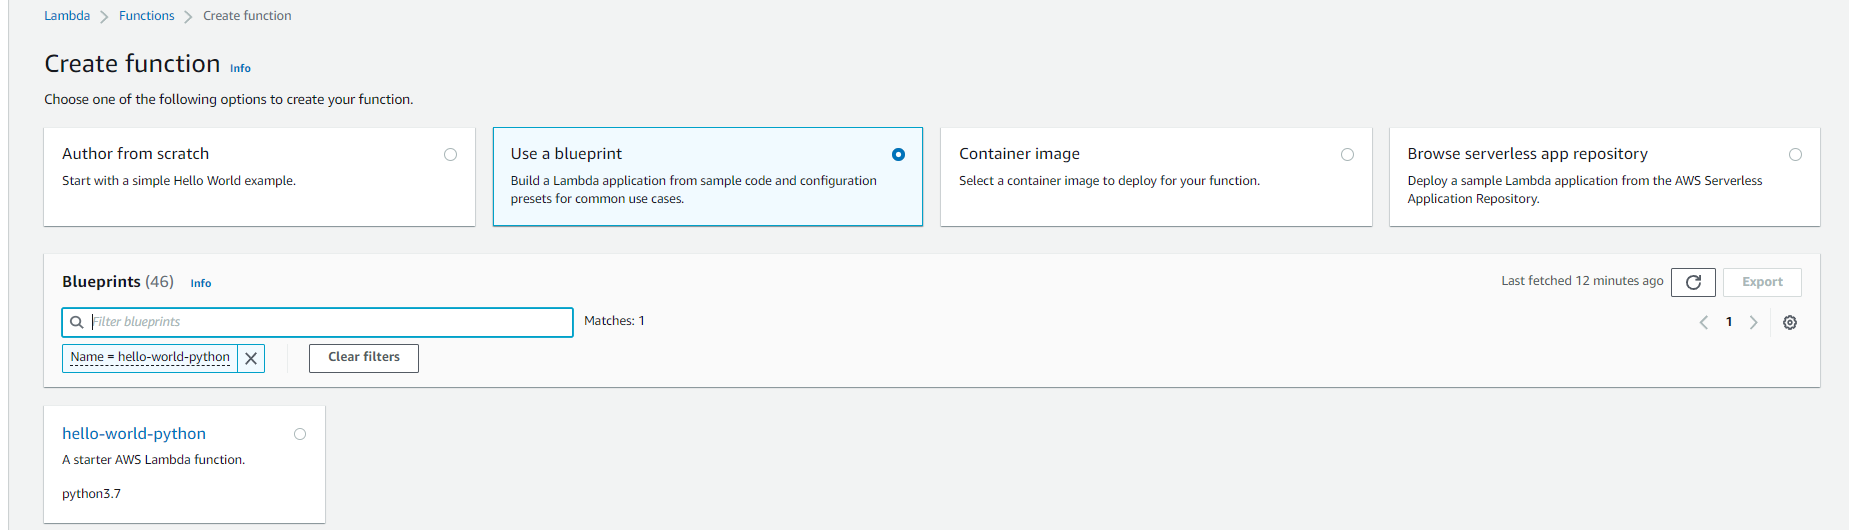 Lambda > Functions > Create function
Create function Info
Choose one of the following options to create your function.
Author from scratch
Start with a simple Hello World example.
Use a blueprint
Build a Lambda application from sample code and configuration
presets for common use cases.
Container image
Select a container image to deploy for your function.
Browse serverless app repository
Deploy a sample Lambda application from the AWS Serverless
Application Repository.
Blueprints (46) Info
Last fetched 12 minutes ago
Export
Filter blueprints
Matches: 1
1
Name = hello-world-python
Clear filters
hello-world-python
A starter AWS Lambda function.
python3.7